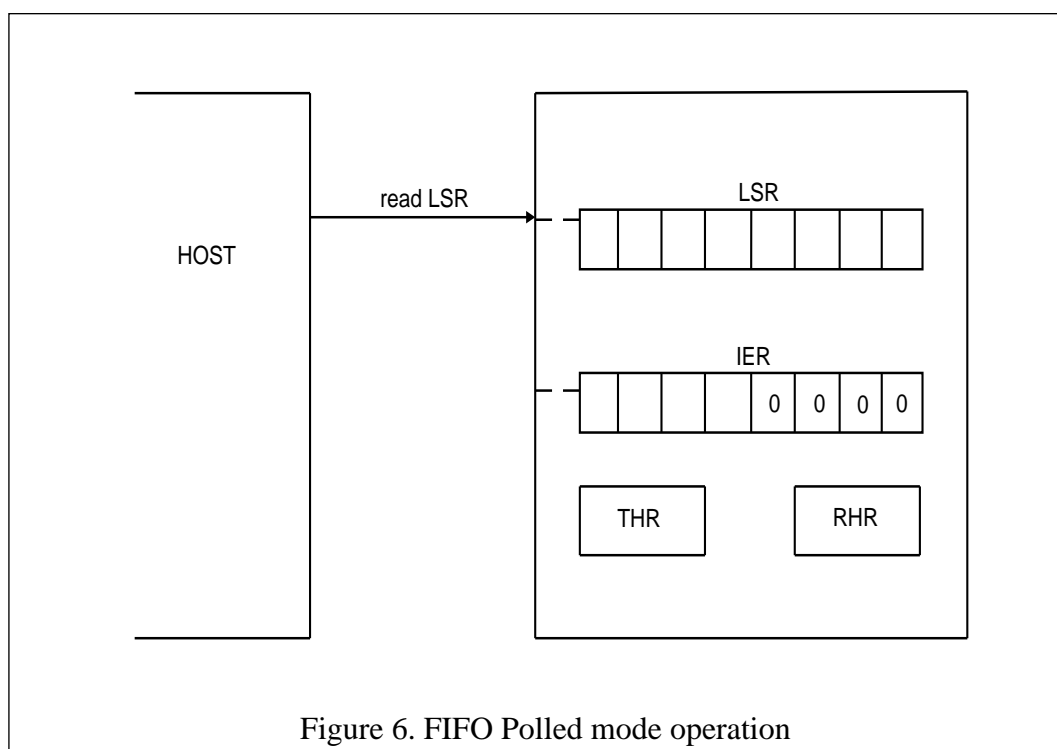 read LSR
LSR
HOST
IER
0 0 0 0
THR RHR
Figure 6. FIFO Polled mode operation